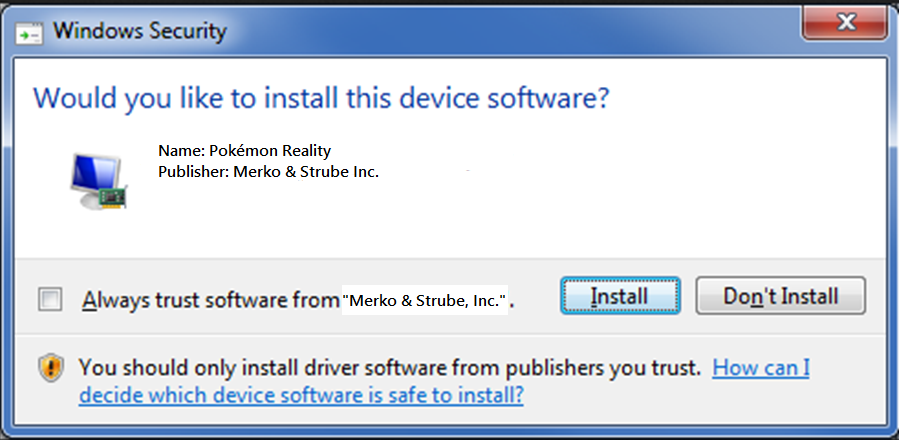 Windows Security
Would you like to install this device software?
Name: Pokémon Reality
Publisher: Merko & Strube Inc.
Always trust software from "Merko & Strube, Inc." .
Install
Don't Install
You should only install driver software from publishers you trust. How can I
decide which device software is safe to install?